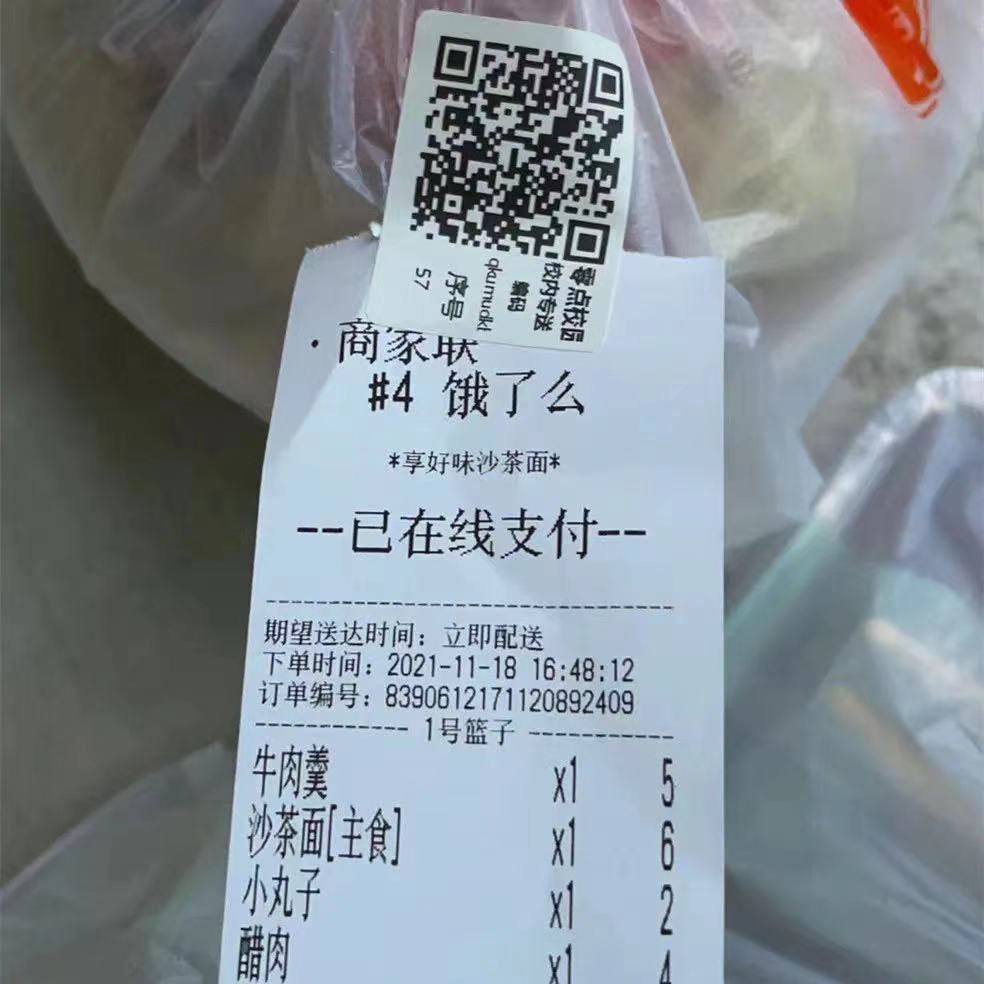 零点校区
校内专送
编码
qkumudkt
序号
57
·商家联
#4 饿了么
*享好味沙茶面*
--已在线支付--
期望送达时间：立即配送
下单时间：2021-11-18 16:48:12
订单编号：8390612171120892409
1号篮子
牛肉羹 x1 5
沙茶面[主食] x1 6
小丸子 x1 2
醋肉 x1 4